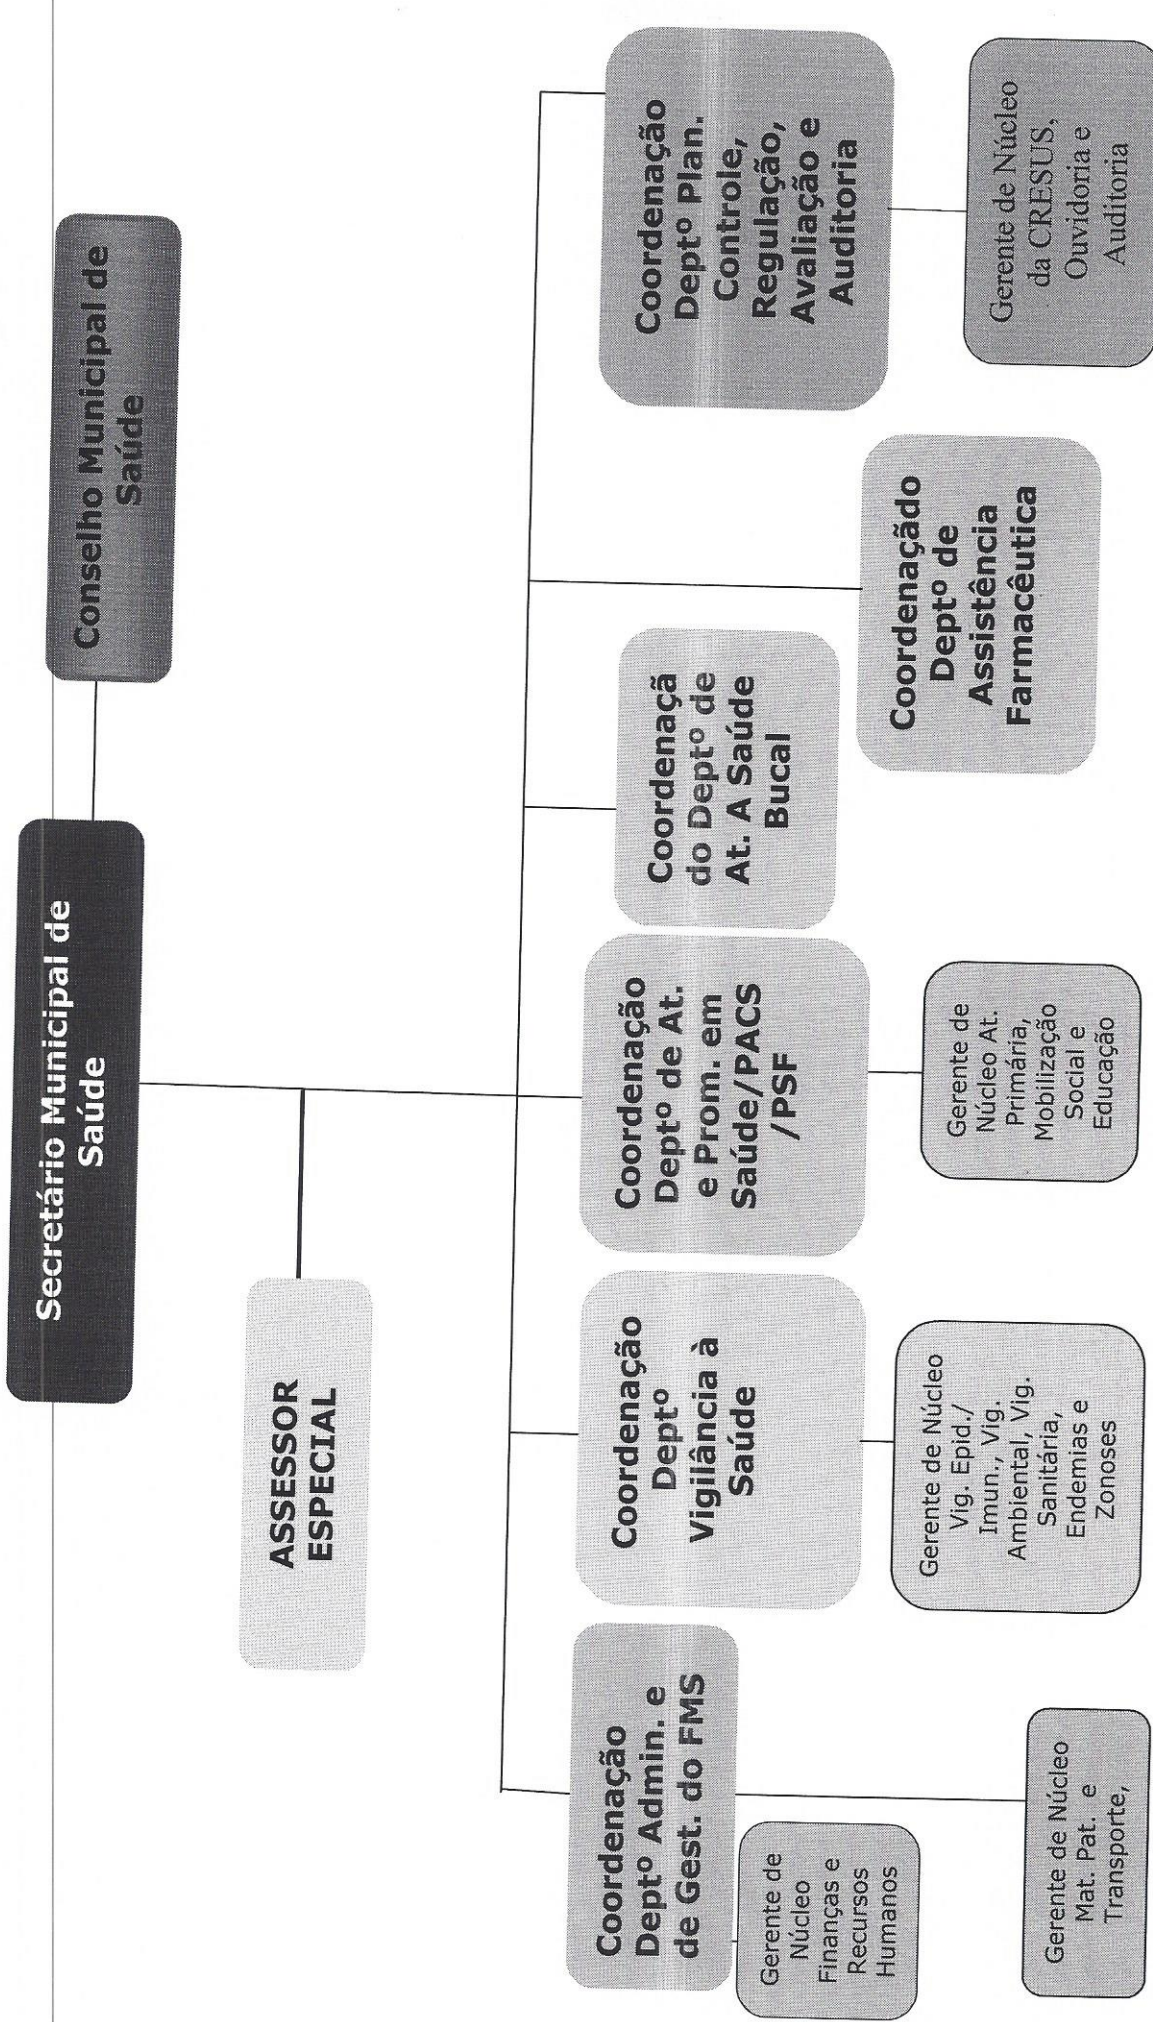 Secretário Municipal de
Saúde
Conselho Municipal de
Saúde
ASSESSOR
ESPECIAL
Coordenação
Deptº Admin. e
de Gest. do FMS
Coordenação
Deptº
Vigilância à
Saúde
Coordenação
Deptº de At.
e Prom. em
Saúde/PACS
/PSF
Coordenaçã
do Deptº de
At. A Saúde
Bucal
Coordenaçãdo
Deptº de
Assistência
Farmacêutica
Coordenação
Deptº Plan.
Controle,
Regulação,
Avaliação e
Auditoria
Gerente de
Núcleo
Finanças e
Recursos
Humanos
Gerente de Núcleo
Mat. Pat. e
Transporte,
Gerente de Núcleo
Vig. Epid./
Imun., Vig.
Ambiental, Vig.
Sanitária,
Endemias e
Zonoses
Gerente de
Núcleo At.
Primária,
Mobilização
Social e
Educação
Gerente de Núcleo
da CRESUS,
Ouvidoria e
Auditoria